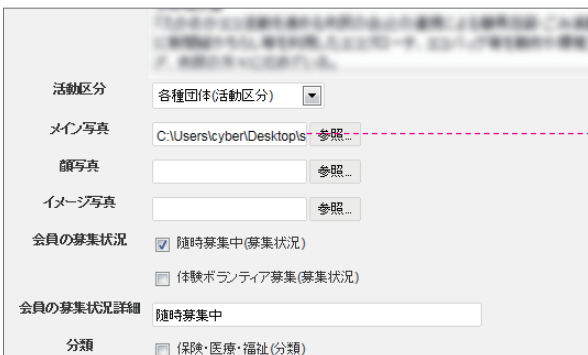 活動区分 各種団体(活動区分)
メイン写真 C:\Users\cyber\Desktop\s 参照...
顔写真 参照...
イメージ写真 参照...
会員の募集状況 随時募集中(募集状況)
体験ボランティア募集(募集状況)
会員の募集状況詳細 随時募集中
分類 保険・医療・福祉(分類)